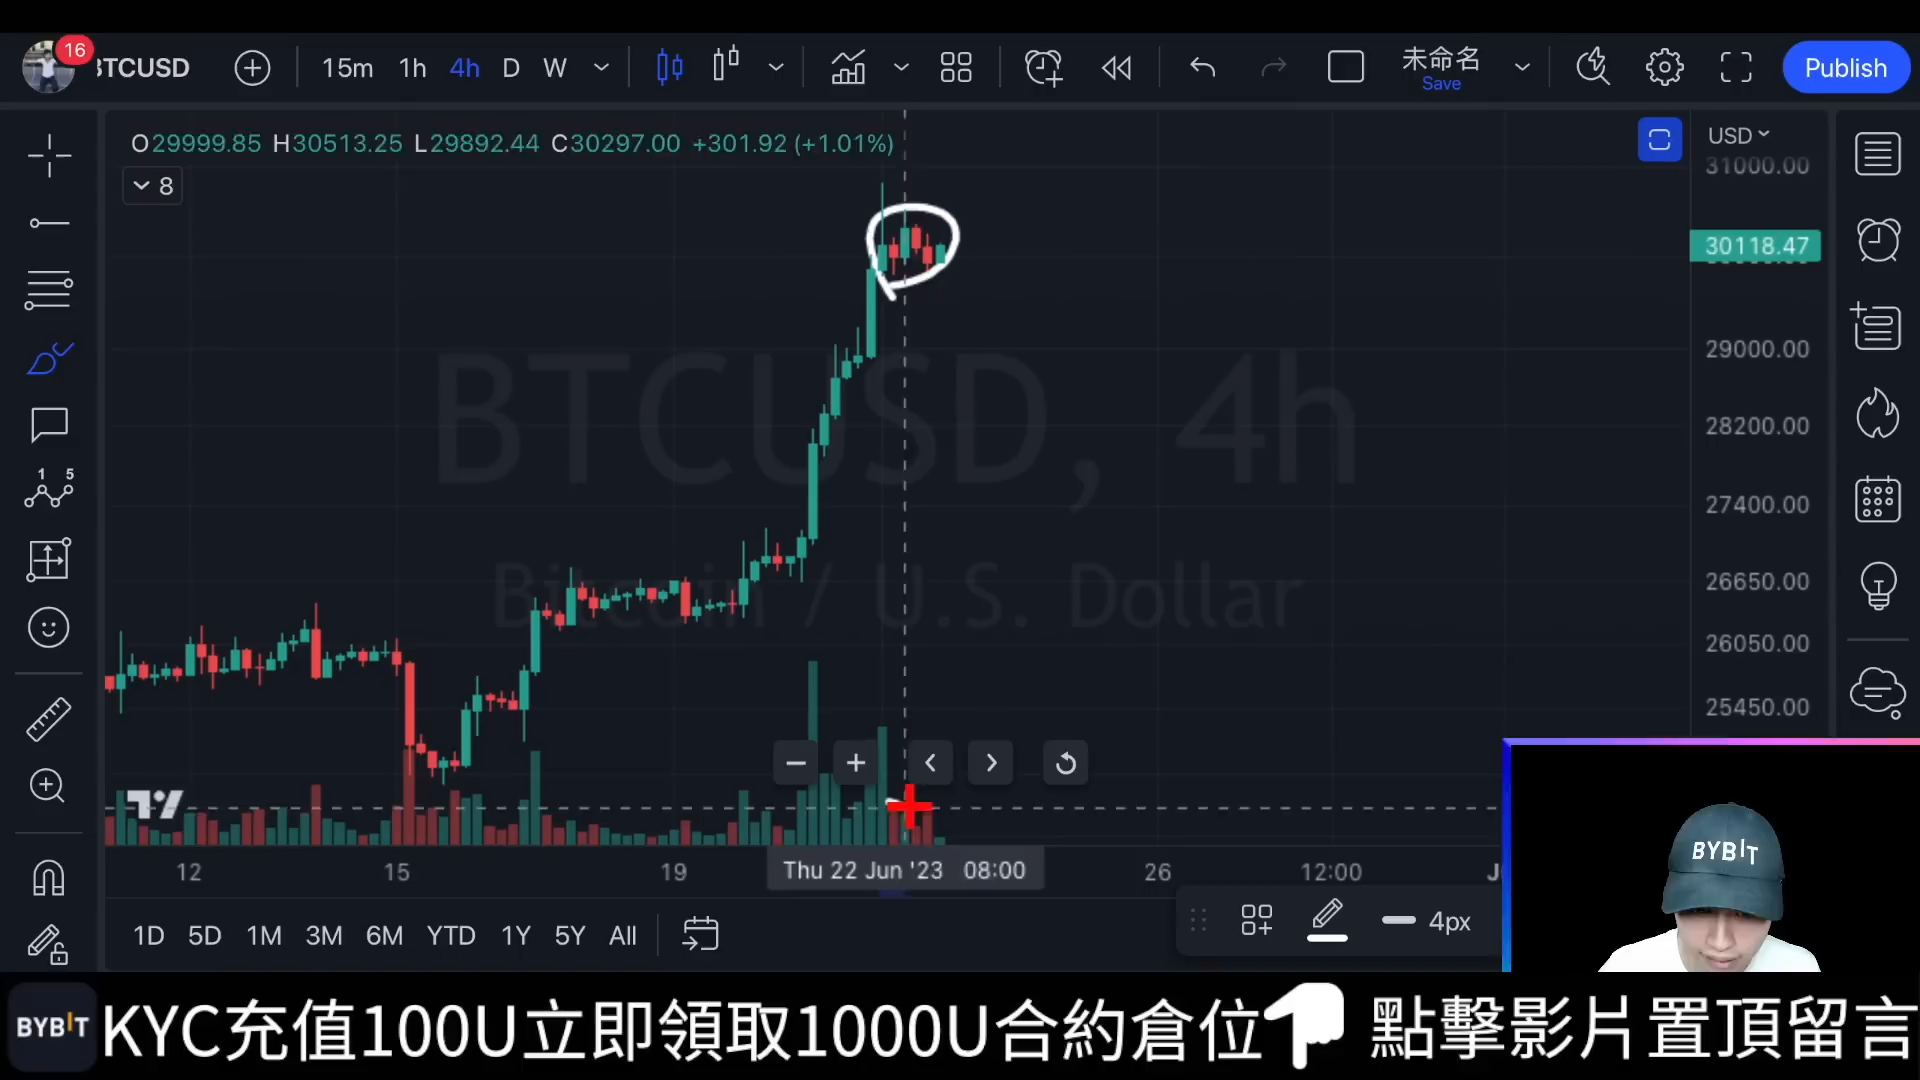 16
BTCUSD
15m 1h 4h D W
未命名
Save
Publish
O29999.85 H30513.25 L29892.44 C30297.00 +301.92 (+1.01%)
8
USD
31000.00
30118.47
29000.00
28200.00
27400.00
26650.00
26050.00
25450.00
BTCUSD, 4h
Bitcoin / U.S. Dollar
1 5
12 15 19 Thu 22 Jun '23 08:00 26 12:00
1D 5D 1M 3M 6M YTD 1Y 5Y All
4px
BYBIT
BYBIT KYC充值100U立即領取1000U合約倉位 點擊影片置頂留言